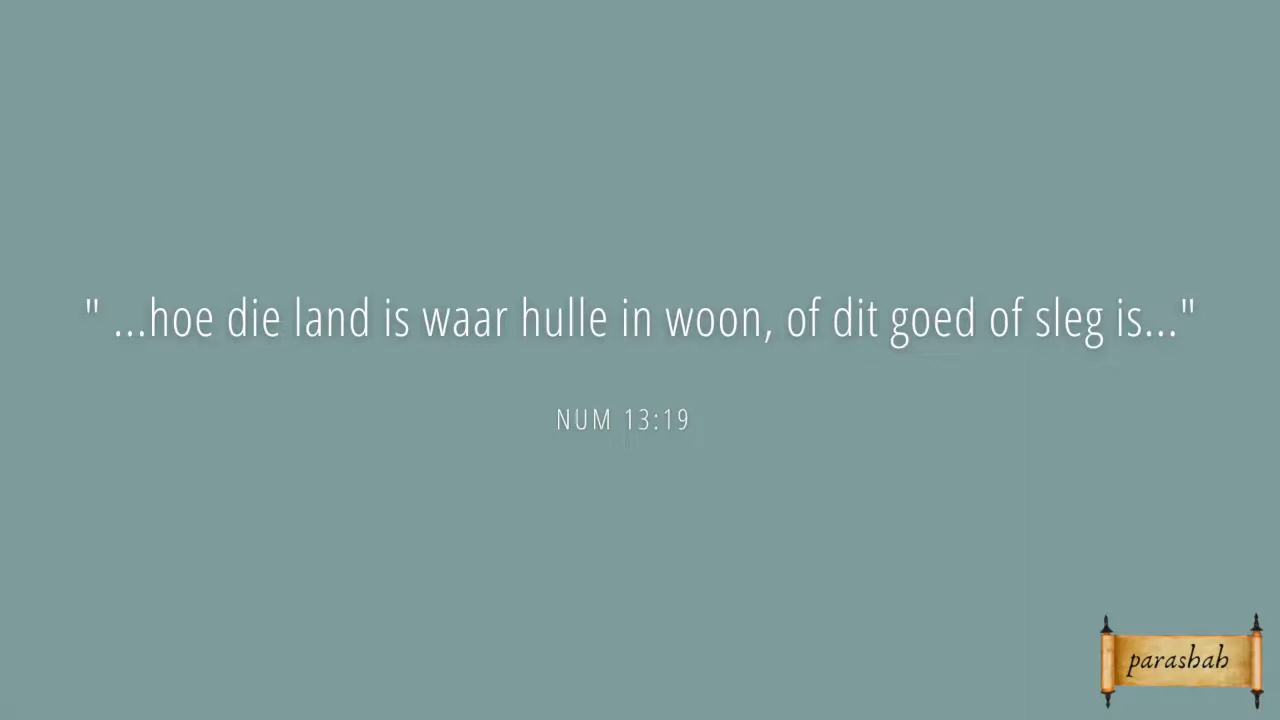 " ...hoe die land is waar hulle in woon, of dit goed of sleg is..."
NUM 13:19
parashah